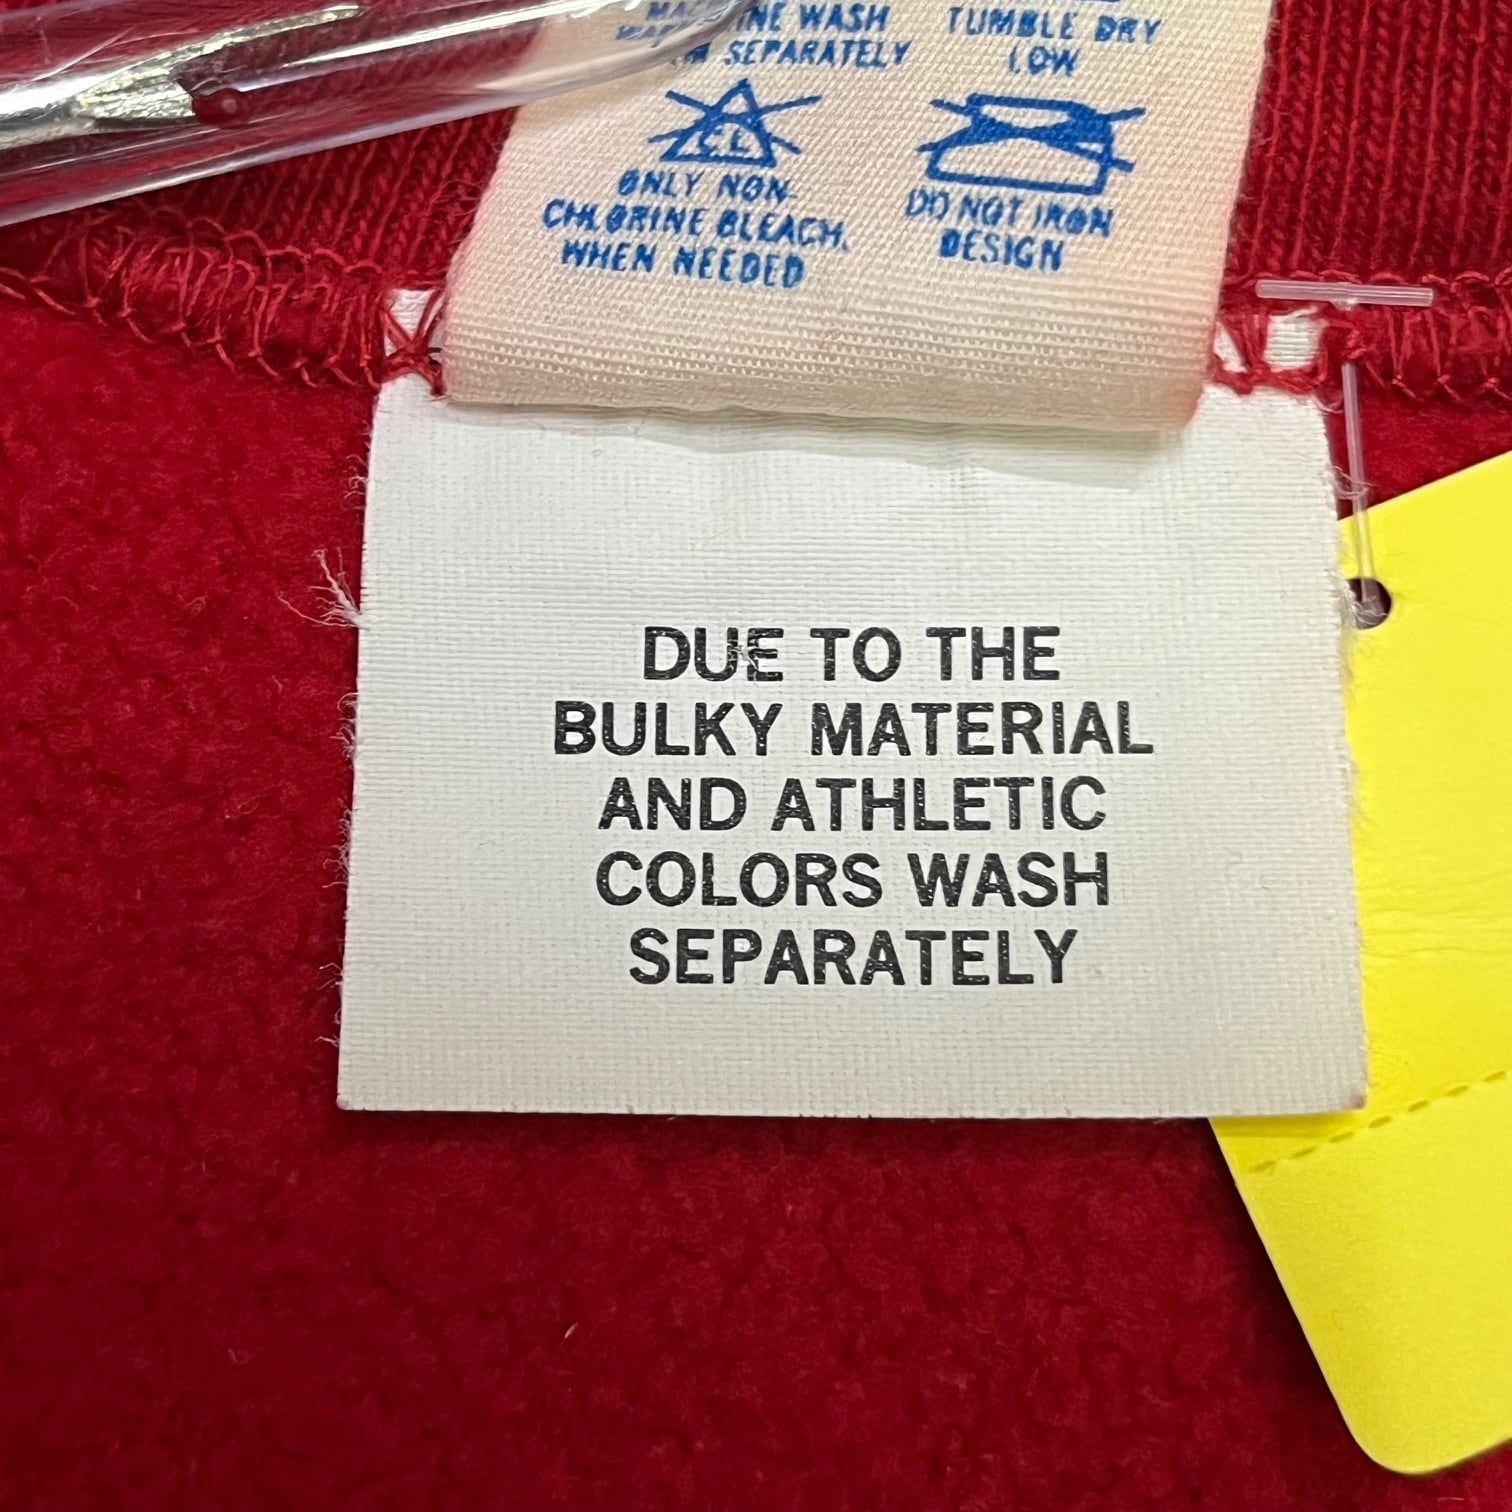 WASH
TUMBLE DRY
SEPARATELY
LOW
CL
ONLY NON-
CHLORINE BLEACH.
WHEN NEEDED
DO NOT IRON
DESIGN
DUE TO THE
BULKY MATERIAL
AND ATHLETIC
COLORS WASH
SEPARATELY